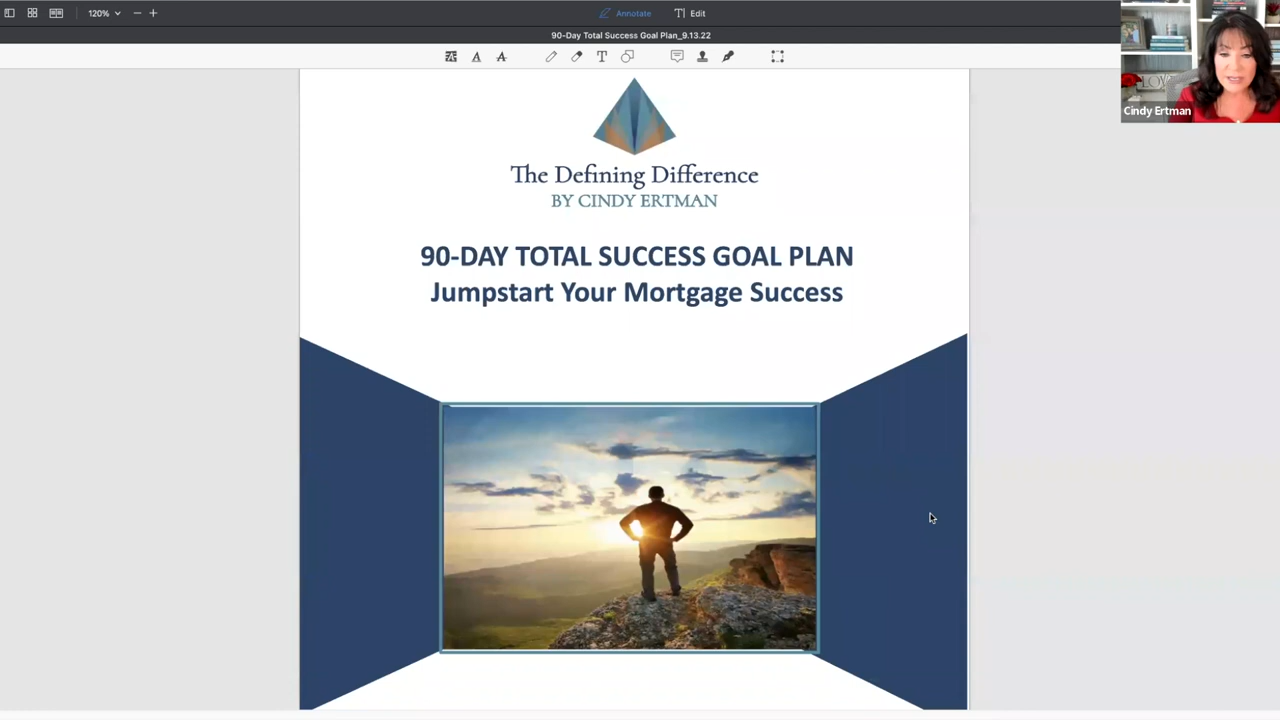 120%
Annotate
Edit
90-Day Total Success Goal Plan_9.13.22
Cindy Ertman
The Defining Difference
BY CINDY ERTMAN
90-DAY TOTAL SUCCESS GOAL PLAN
Jumpstart Your Mortgage Success